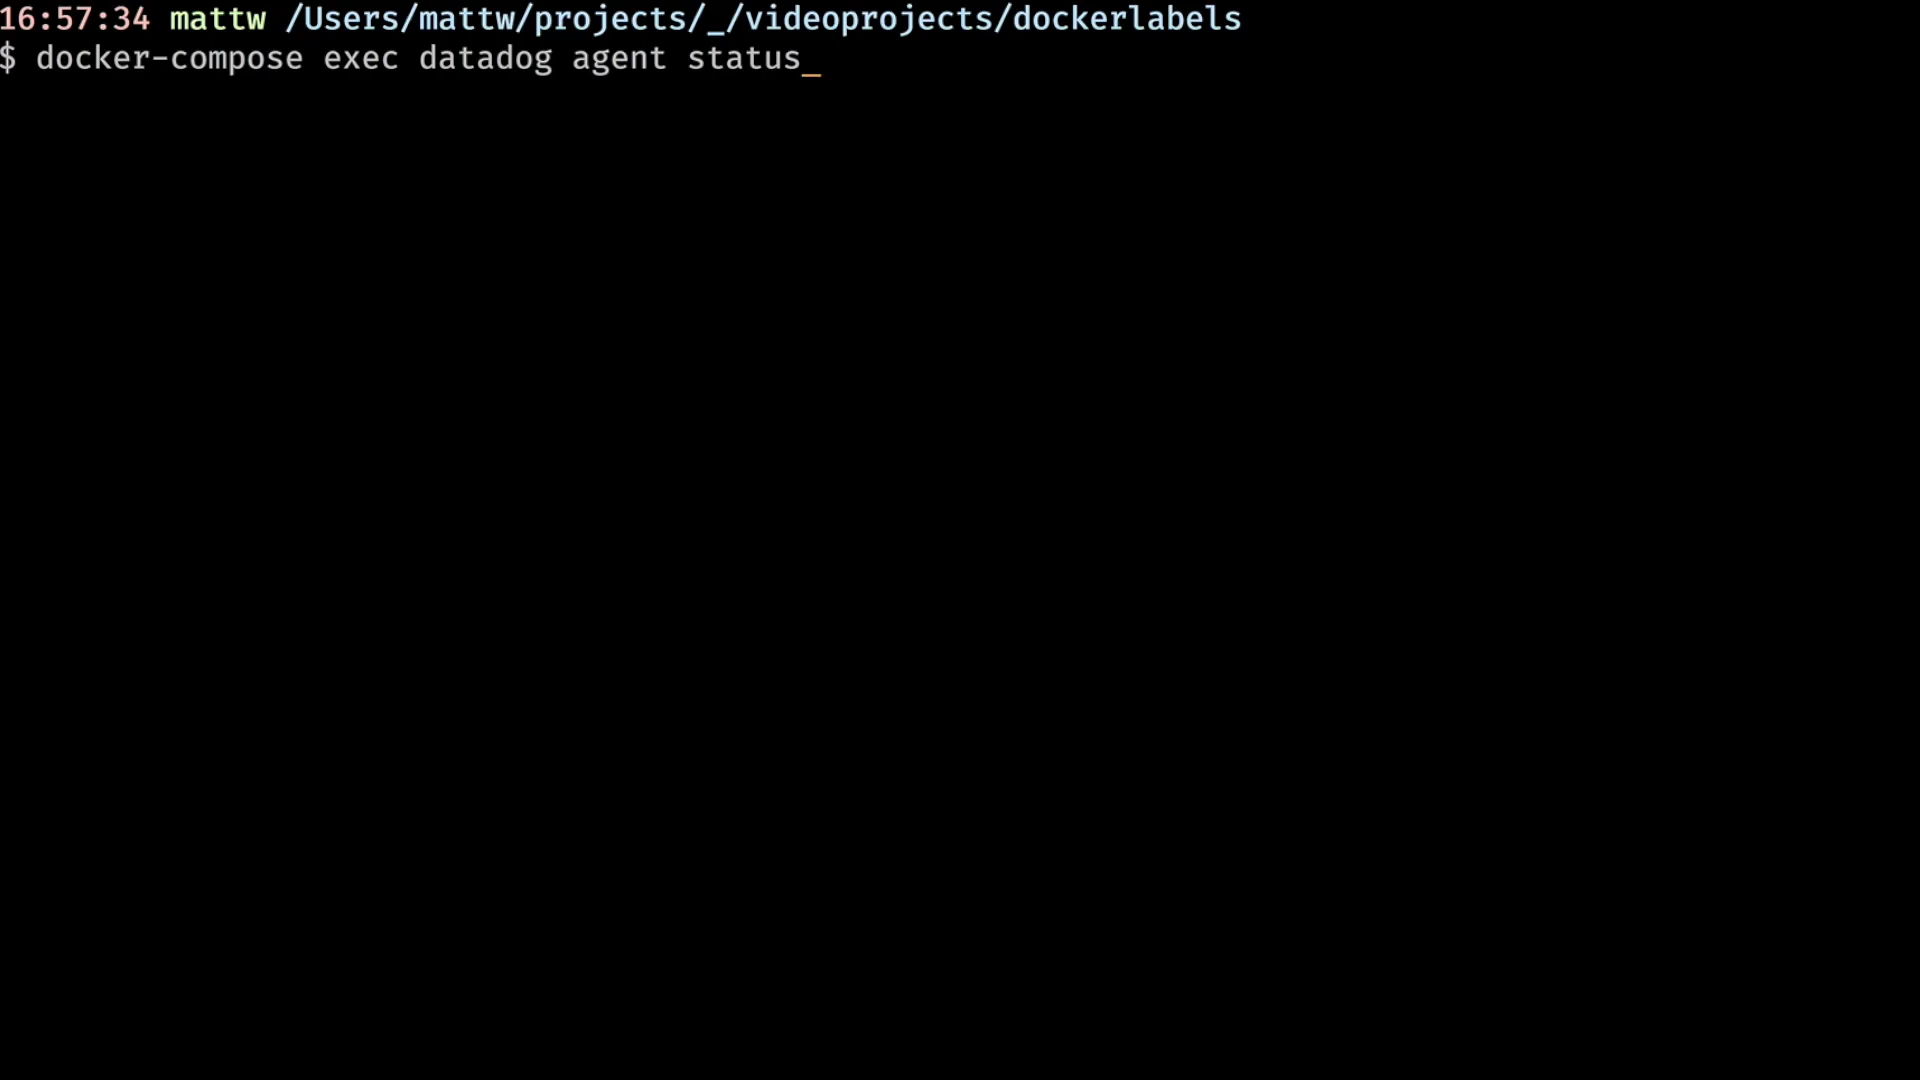 16:57:34 mattw /Users/mattw/projects/_/videoprojects/dockerlabels
$ docker-compose exec datadog agent status_